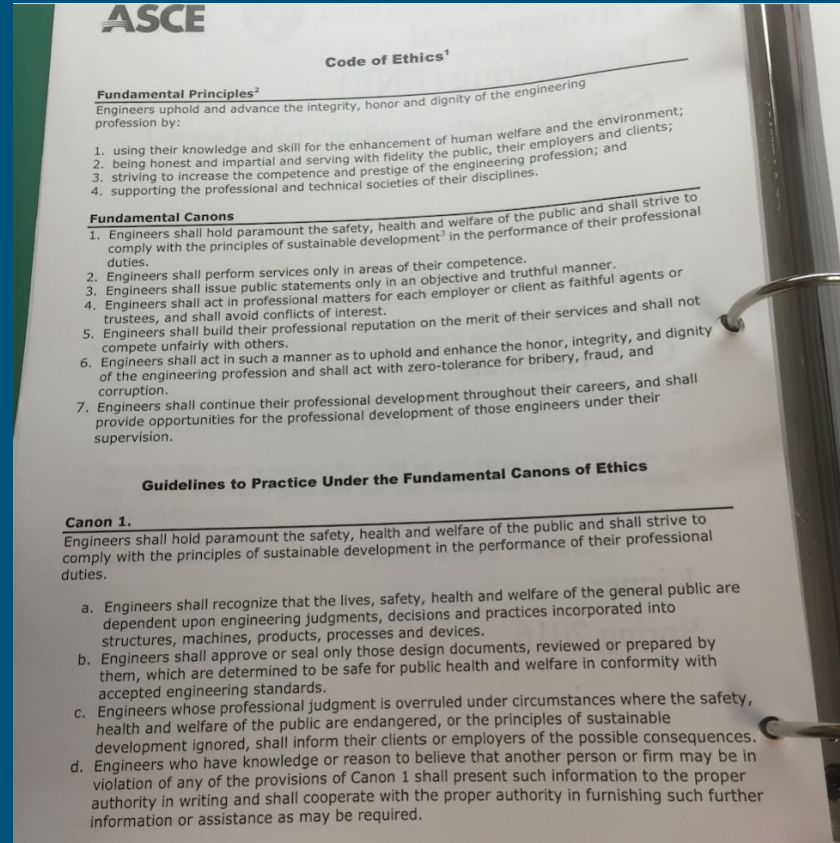 ASCE
Code of Ethics¹
Fundamental Principles²
Engineers uphold and advance the integrity, honor and dignity of the engineering
profession by:
1. using their knowledge and skill for the enhancement of human welfare and the environment;
2. being honest and impartial and serving with fidelity the public, their employers and clients;
3. striving to increase the competence and prestige of the engineering profession; and
4. supporting the professional and technical societies of their disciplines.
Fundamental Canons
1. Engineers shall hold paramount the safety, health and welfare of the public and shall strive to
comply with the principles of sustainable development³ in the performance of their professional
duties.
2. Engineers shall perform services only in areas of their competence.
3. Engineers shall issue public statements only in an objective and truthful manner.
4. Engineers shall act in professional matters for each employer or client as faithful agents or
trustees, and shall avoid conflicts of interest.
5. Engineers shall build their professional reputation on the merit of their services and shall not
compete unfairly with others.
6. Engineers shall act in such a manner as to uphold and enhance the honor, integrity, and dignity
of the engineering profession and shall act with zero-tolerance for bribery, fraud, and
corruption.
7. Engineers shall continue their professional development throughout their careers, and shall
provide opportunities for the professional development of those engineers under their
supervision.
Guidelines to Practice Under the Fundamental Canons of Ethics
Canon 1.
Engineers shall hold paramount the safety, health and welfare of the public and shall strive to
comply with the principles of sustainable development in the performance of their professional
duties.
a. Engineers shall recognize that the lives, safety, health and welfare of the general public are
dependent upon engineering judgments, decisions and practices incorporated into
structures, machines, products, processes and devices.
b. Engineers shall approve or seal only those design documents, reviewed or prepared by
them, which are determined to be safe for public health and welfare in conformity with
accepted engineering standards.
c. Engineers whose professional judgment is overruled under circumstances where the safety,
health and welfare of the public are endangered, or the principles of sustainable
development ignored, shall inform their clients or employers of the possible consequences.
d. Engineers who have knowledge or reason to believe that another person or firm may be in
violation of any of the provisions of Canon 1 shall present such information to the proper
authority in writing and shall cooperate with the proper authority in furnishing such further
information or assistance as may be required.